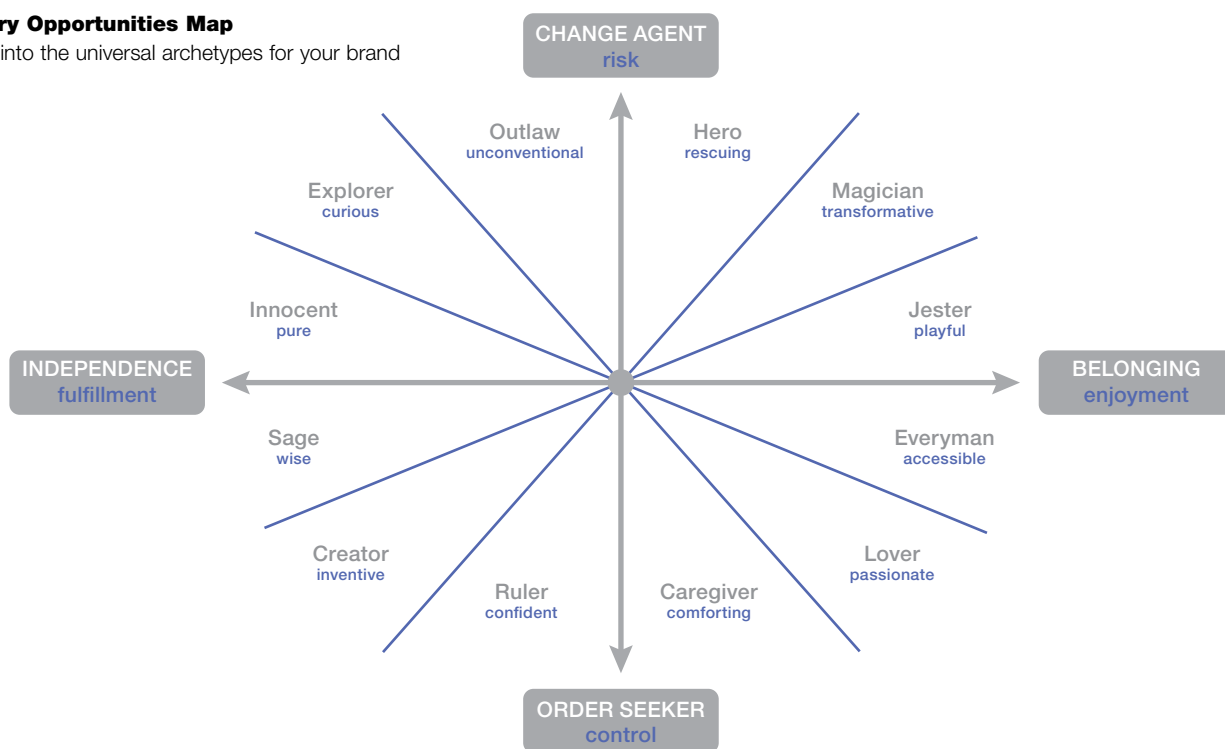 ry Opportunities Map
into the universal archetypes for your brand
CHANGE AGENT
risk
Outlaw
unconventional
Hero
rescuing
Explorer
curious
Magician
transformative
Innocent
pure
Jester
playful
INDEPENDENCE
fulfillment
BELONGING
enjoyment
Sage
wise
Everyman
accessible
Creator
inventive
Lover
passionate
Ruler
confident
Caregiver
comforting
ORDER SEEKER
control